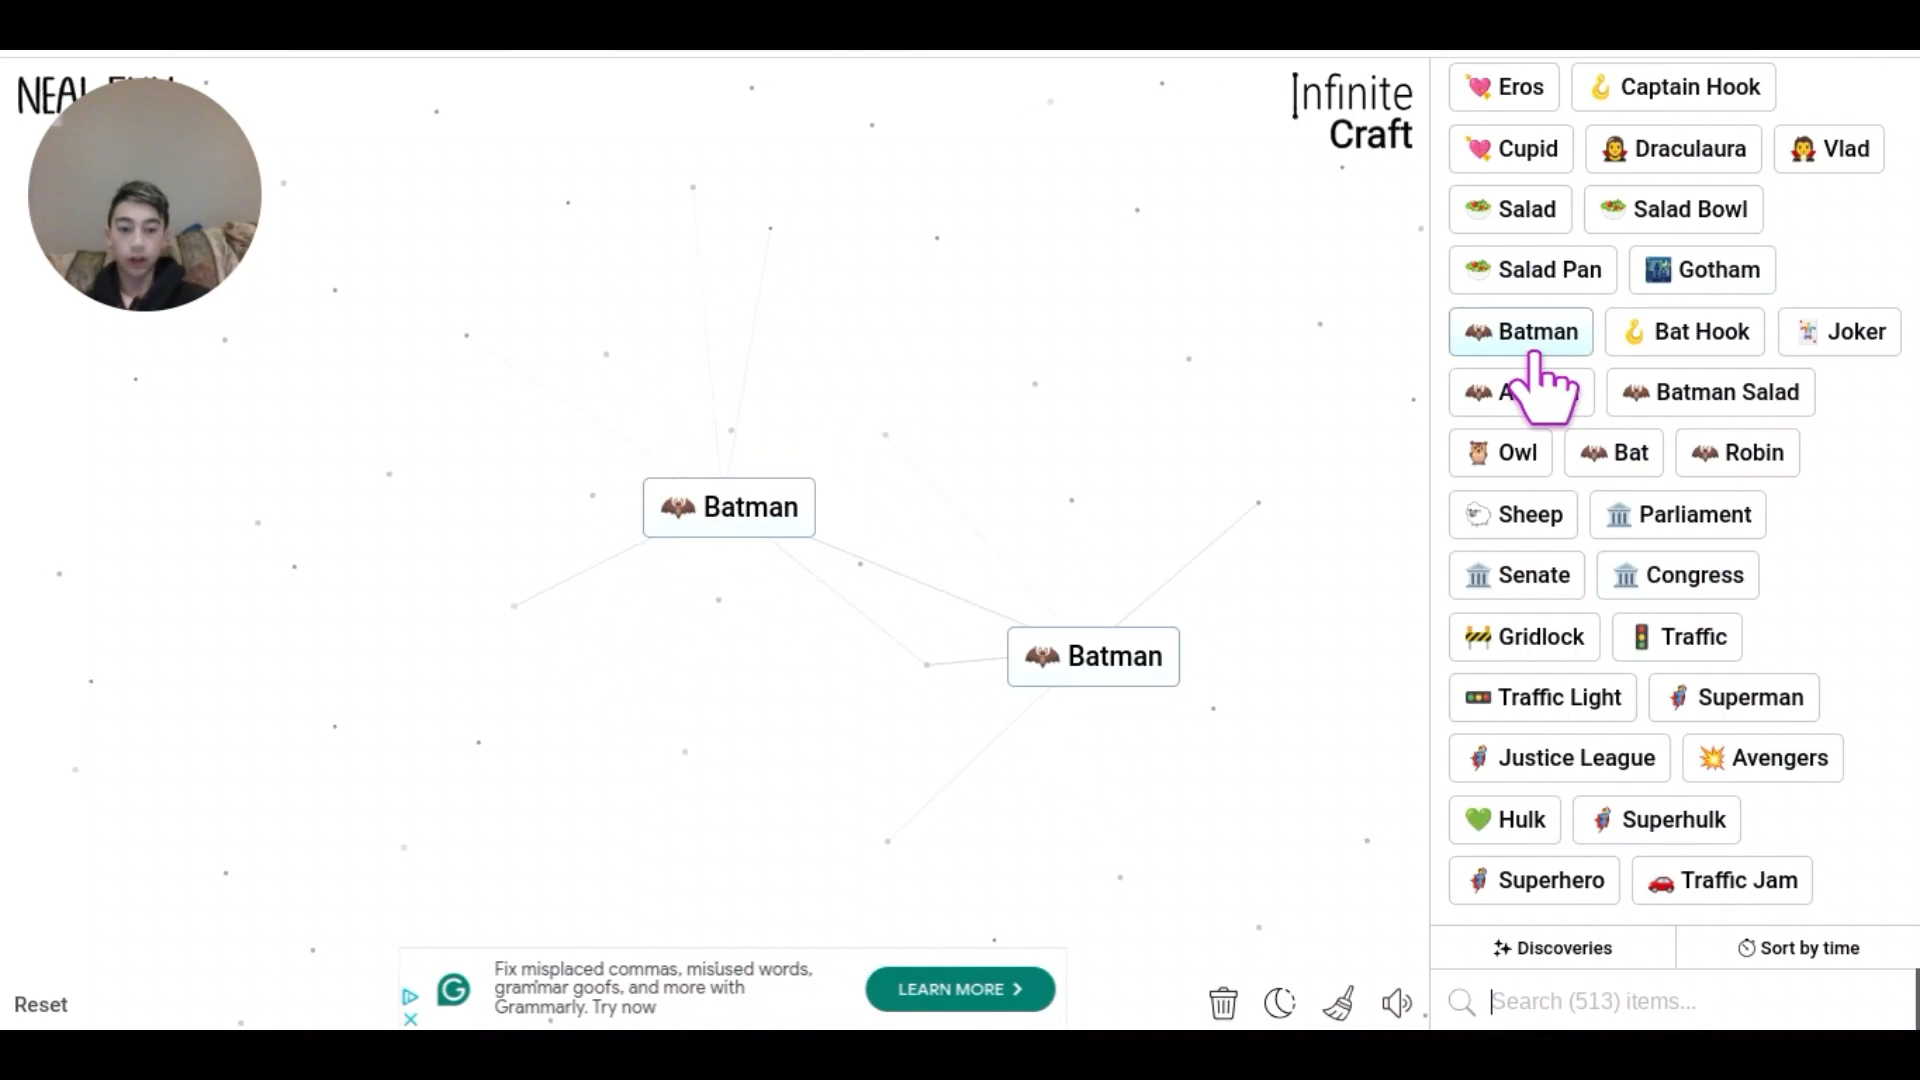 NEAL
Infinite
Craft
Eros
Captain Hook
Cupid
Draculaura
Vlad
Salad
Salad Bowl
Salad Pan
Gotham
Batman
Bat Hook
Joker
Batman Salad
Owl
Bat
Robin
Sheep
Parliament
Senate
Congress
Gridlock
Traffic
Traffic Light
Superman
Justice League
Avengers
Hulk
Superhulk
Superhero
Traffic Jam
Batman
Batman
Discoveries
Sort by time
Search (513) items...
Reset
Fix misplaced commas, misused words,
grammar goofs, and more with
Grammarly. Try now
LEARN MORE